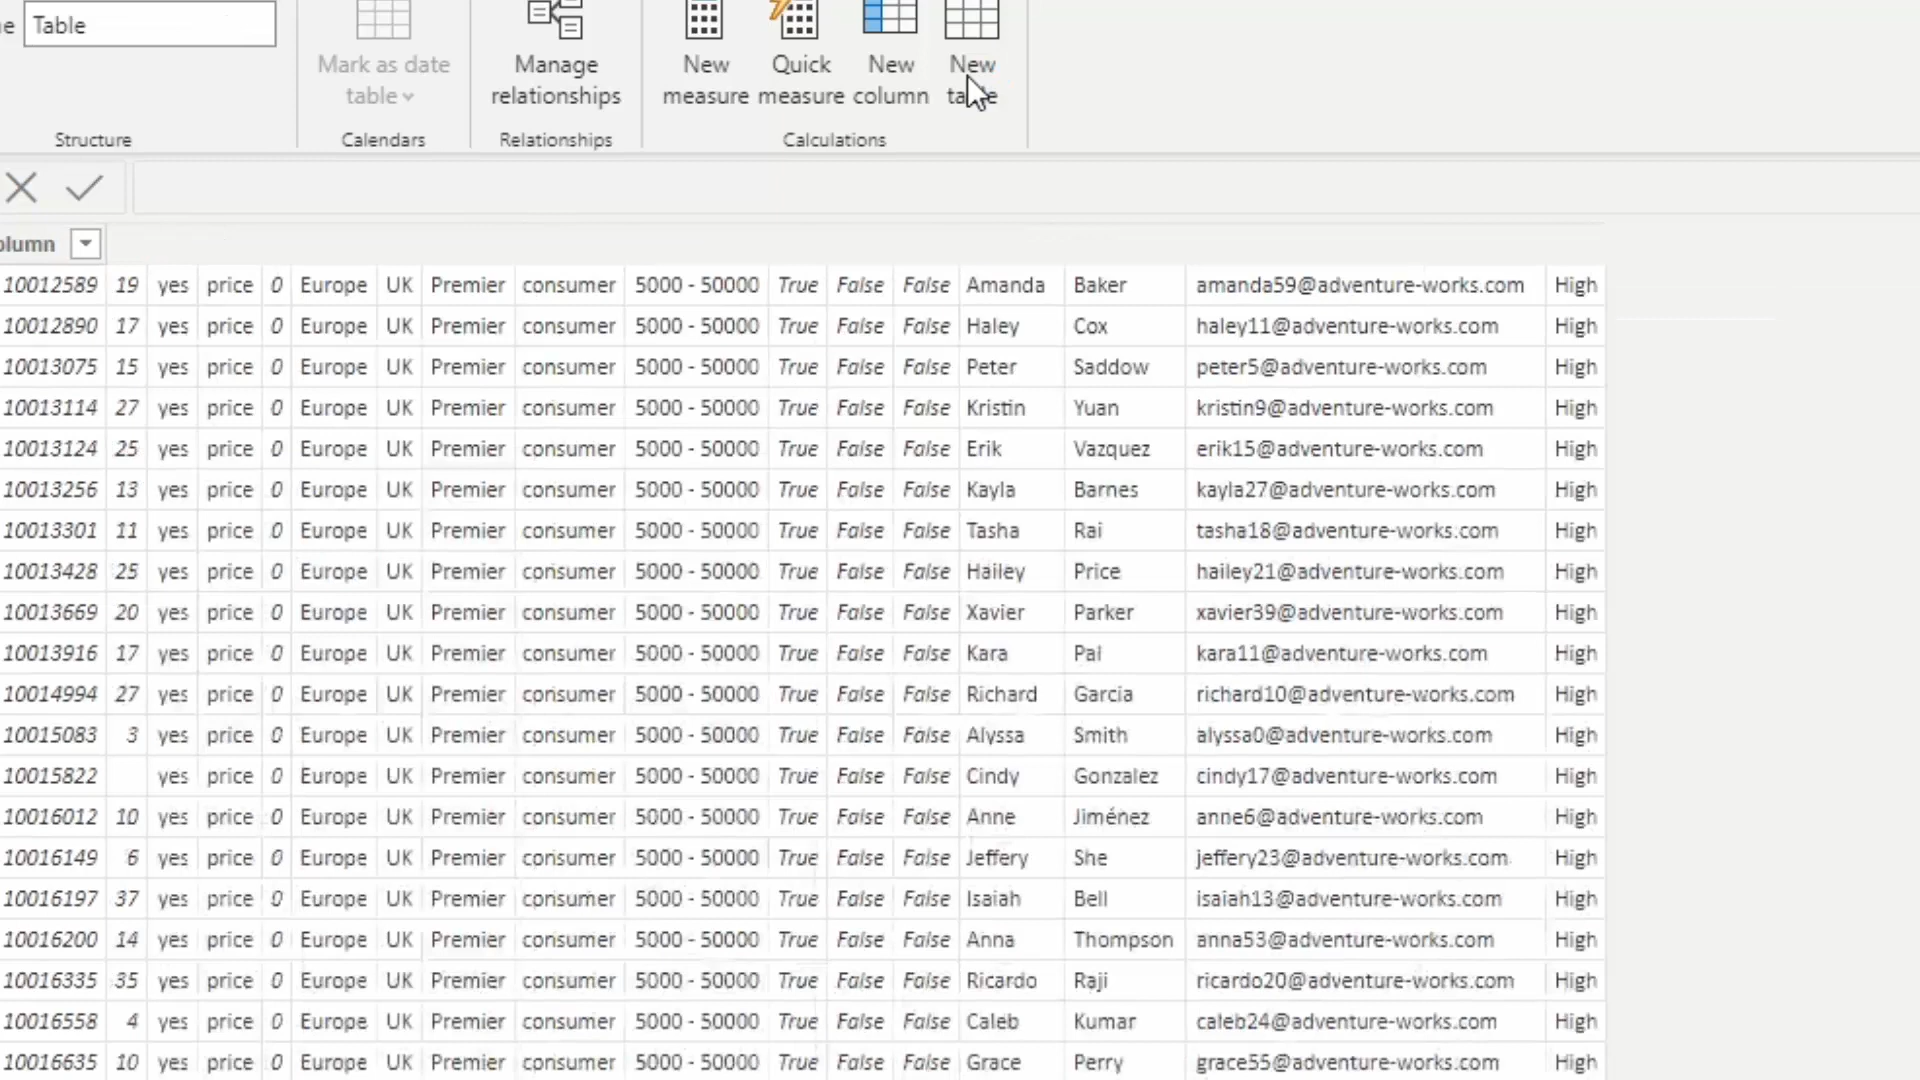 e Table
Mark as date table
Manage relationships
New measure
Quick measure
New column
New table
Structure
Calendars
Relationships
Calculations
olumn
10012589 19 yes price 0 Europe UK Premier consumer 5000 - 50000 True False False Amanda Baker amanda59@adventure-works.com High
10012890 17 yes price 0 Europe UK Premier consumer 5000 - 50000 True False False Haley Cox haley11@adventure-works.com High
10013075 15 yes price 0 Europe UK Premier consumer 5000 - 50000 True False False Peter Saddow peter5@adventure-works.com High
10013114 27 yes price 0 Europe UK Premier consumer 5000 - 50000 True False False Kristin Yuan kristin9@adventure-works.com High
10013124 25 yes price 0 Europe UK Premier consumer 5000 - 50000 True False False Erik Vazquez erik15@adventure-works.com High
10013256 13 yes price 0 Europe UK Premier consumer 5000 - 50000 True False False Kayla Barnes kayla27@adventure-works.com High
10013301 11 yes price 0 Europe UK Premier consumer 5000 - 50000 True False False Tasha Rai tasha18@adventure-works.com High
10013428 25 yes price 0 Europe UK Premier consumer 5000 - 50000 True False False Hailey Price hailey21@adventure-works.com High
10013669 20 yes price 0 Europe UK Premier consumer 5000 - 50000 True False False Xavier Parker xavier39@adventure-works.com High
10013916 17 yes price 0 Europe UK Premier consumer 5000 - 50000 True False False Kara Pal kara11@adventure-works.com High
10014994 27 yes price 0 Europe UK Premier consumer 5000 - 50000 True False False Richard Garcia richard10@adventure-works.com High
10015083 3 yes price 0 Europe UK Premier consumer 5000 - 50000 True False False Alyssa Smith alyssa0@adventure-works.com High
10015822 yes price 0 Europe UK Premier consumer 5000 - 50000 True False False Cindy Gonzalez cindy17@adventure-works.com High
10016012 10 yes price 0 Europe UK Premier consumer 5000 - 50000 True False False Anne Jiménez anne6@adventure-works.com High
10016149 6 yes price 0 Europe UK Premier consumer 5000 - 50000 True False False Jeffery She jeffery23@adventure-works.com High
10016197 37 yes price 0 Europe UK Premier consumer 5000 - 50000 True False False Isaiah Bell isaiah13@adventure-works.com High
10016200 14 yes price 0 Europe UK Premier consumer 5000 - 50000 True False False Anna Thompson anna53@adventure-works.com High
10016335 35 yes price 0 Europe UK Premier consumer 5000 - 50000 True False False Ricardo Raji ricardo20@adventure-works.com High
10016558 4 yes price 0 Europe UK Premier consumer 5000 - 50000 True False False Caleb Kumar caleb24@adventure-works.com High
10016635 10 yes price 0 Europe UK Premier consumer 5000 - 50000 True False False Grace Perry grace55@adventure-works.com High